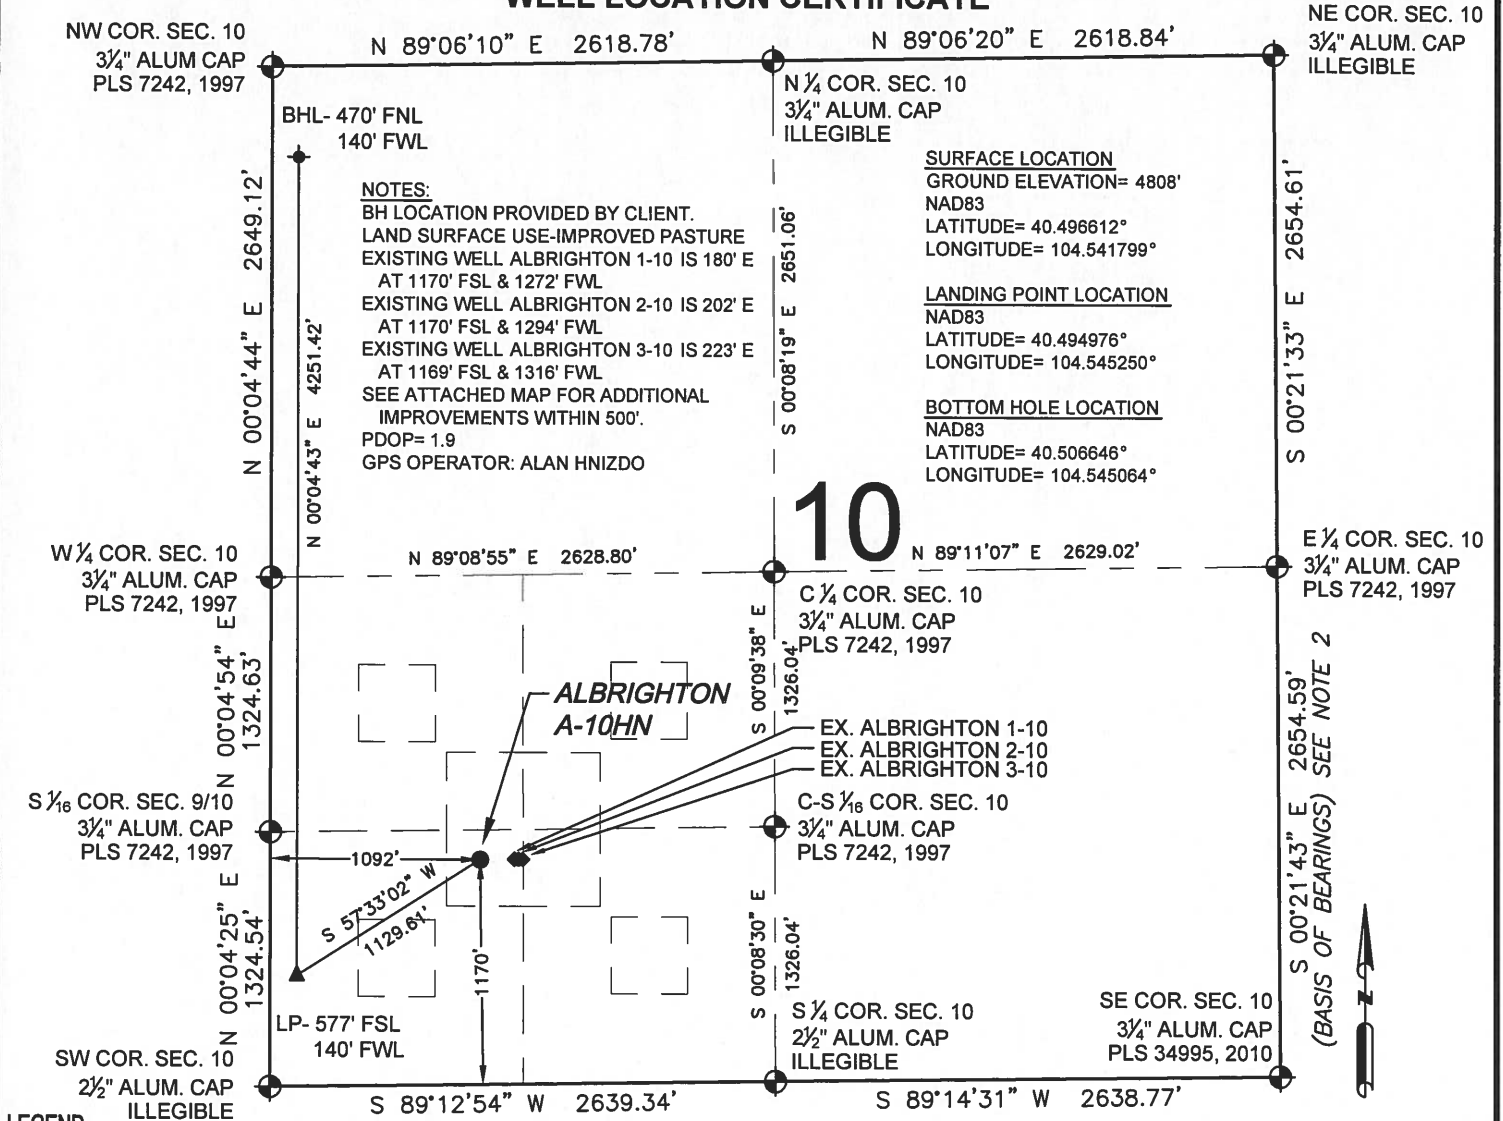 WELL LOCATION CERTIFICATE
NW COR. SEC. 10
3¼" ALUM CAP
PLS 7242, 1997
N 89°06'10" E 2618.78'
N 89°06'20" E 2618.84'
NE COR. SEC. 10
3¼" ALUM. CAP
ILLEGIBLE
N ¼ COR. SEC. 10
3¼" ALUM. CAP
ILLEGIBLE
BHL- 470' FNL
140' FWL
NOTES:
BH LOCATION PROVIDED BY CLIENT.
LAND SURFACE USE-IMPROVED PASTURE
EXISTING WELL ALBRIGHTON 1-10 IS 180' E
AT 1170' FSL & 1272' FWL
EXISTING WELL ALBRIGHTON 2-10 IS 202' E
AT 1170' FSL & 1294' FWL
EXISTING WELL ALBRIGHTON 3-10 IS 223' E
AT 1169' FSL & 1316' FWL
SEE ATTACHED MAP FOR ADDITIONAL
IMPROVEMENTS WITHIN 500'.
PDOP= 1.9
GPS OPERATOR: ALAN HNIZDO
SURFACE LOCATION
GROUND ELEVATION= 4808'
NAD83
LATITUDE= 40.496612°
LONGITUDE= 104.541799°
LANDING POINT LOCATION
NAD83
LATITUDE= 40.494976°
LONGITUDE= 104.545250°
BOTTOM HOLE LOCATION
NAD83
LATITUDE= 40.506646°
LONGITUDE= 104.545064°
N 00°04'44" E 2649.12'
N 00°04'43" E 4251.42'
S 00°08'19" E 2651.06'
S 00°21'33" E 2654.61'
10
W ¼ COR. SEC. 10
3¼" ALUM. CAP
PLS 7242, 1997
N 89°08'55" E 2628.80'
N 89°11'07" E 2629.02'
E ¼ COR. SEC. 10
3¼" ALUM. CAP
PLS 7242, 1997
C ¼ COR. SEC. 10
3¼" ALUM. CAP
PLS 7242, 1997
N 00°04'54" E
1324.63'
S 00°09'38" E
1326.04'
ALBRIGHTON
A-10HN
EX. ALBRIGHTON 1-10
EX. ALBRIGHTON 2-10
EX. ALBRIGHTON 3-10
S 1⁄16 COR. SEC. 9/10
3¼" ALUM. CAP
PLS 7242, 1997
C-S 1⁄16 COR. SEC. 10
3¼" ALUM. CAP
PLS 7242, 1997
1092'
S 57°33'02" W
1129.61'
1170'
N 00°04'25" E
1324.54'
S 00°08'30" E
1326.04'
S 00°21'43" E 2654.59'
(BASIS OF BEARINGS) SEE NOTE 2
N
LP- 577' FSL
140' FWL
S ¼ COR. SEC. 10
2½" ALUM. CAP
ILLEGIBLE
SE COR. SEC. 10
3¼" ALUM. CAP
PLS 34995, 2010
SW COR. SEC. 10
2½" ALUM. CAP
ILLEGIBLE
S 89°12'54" W 2639.34'
S 89°14'31" W 2638.77'
LEGEND